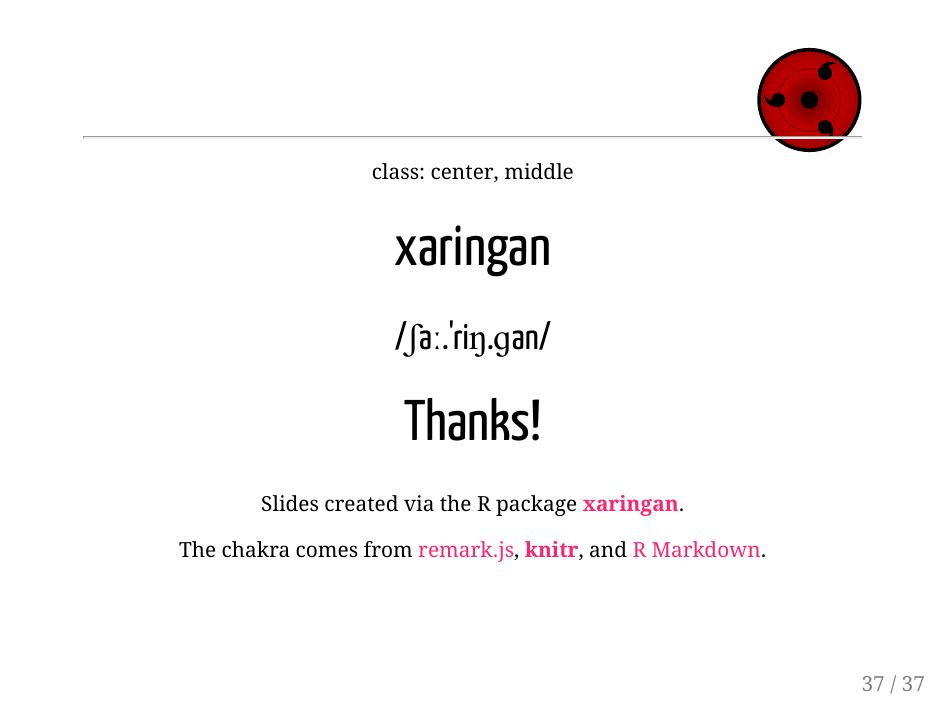 class: center, middle
xaringan
/ʃaː.'riŋ.ɡan/
Thanks!
Slides created via the R package xaringan.
The chakra comes from remark.js, knitr, and R Markdown.
37 / 37